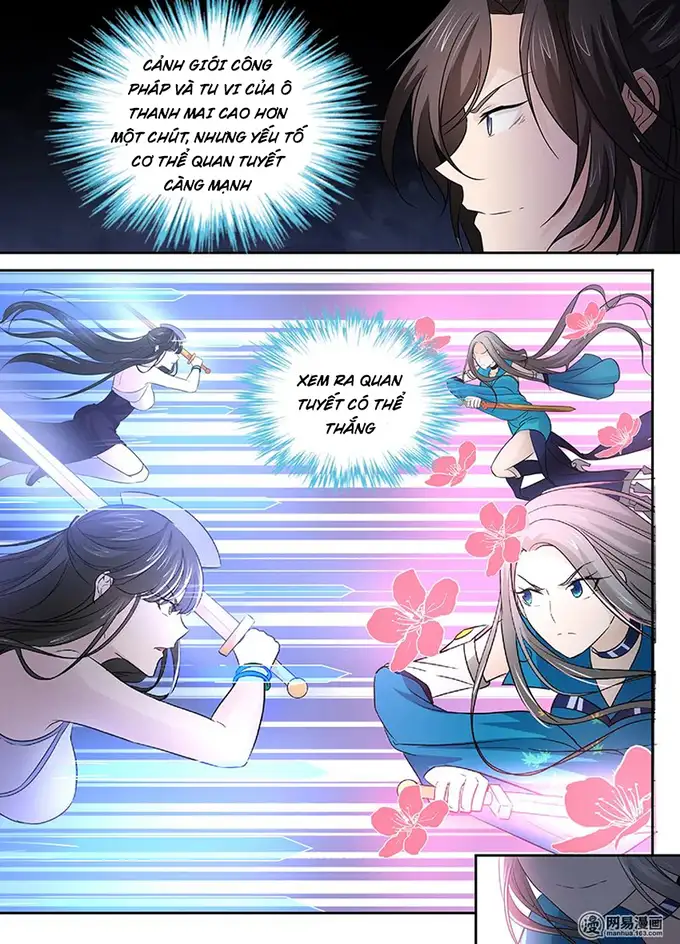 CẢNH GIỚI CÔNG
PHÁP VÀ TU VI CỦA Ô
THANH MAI CAO HƠN
MỘT CHÚT, NHƯNG YẾU TỐ
CƠ THỂ QUAN TUYẾT
CÀNG MẠNH
XEM RA QUAN
TUYẾT CÓ THỂ
THẮNG
网易漫画
manhua.163.com